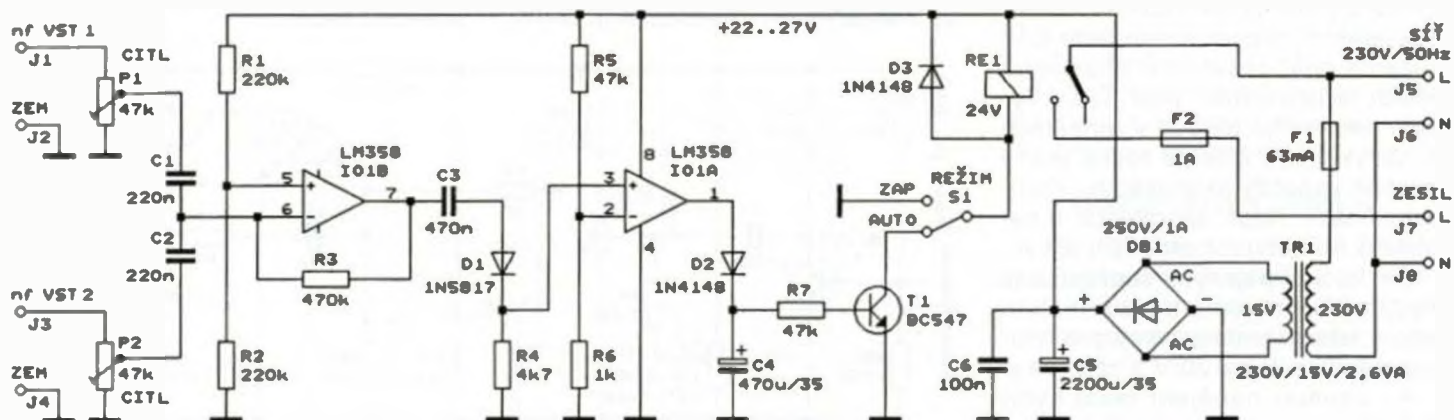 nf VST 1
J1
CITL
P1
47k
ZEM
J2
C1
220n
C2
220n
nf VST 2
J3
P2
47k
CITL
ZEM
J4
R1
220k
R2
220k
5
6
7
+
-
LM358
IO1B
R3
470k
C3
470n
D1
1N5817
R4
4k7
R5
47k
R6
1k
+22..27V
8
LM358
IO1A
3
2
1
4
+
-
D2
1N4148
+
C4
470u/35
R7
47k
T1
BC547
D3
1N4148
RE1
24V
ZAP
REŽIM
S1
AUTO
C6
100n
+
C5
2200u/35
250V/1A
DB1
AC
+
-
AC
TR1
15V
230V
230V/15V/2,6VA
F2
1A
F1
63mA
SÍŤ
230V/50Hz
L
J5
N
J6
ZESIL
L
J7
N
J8